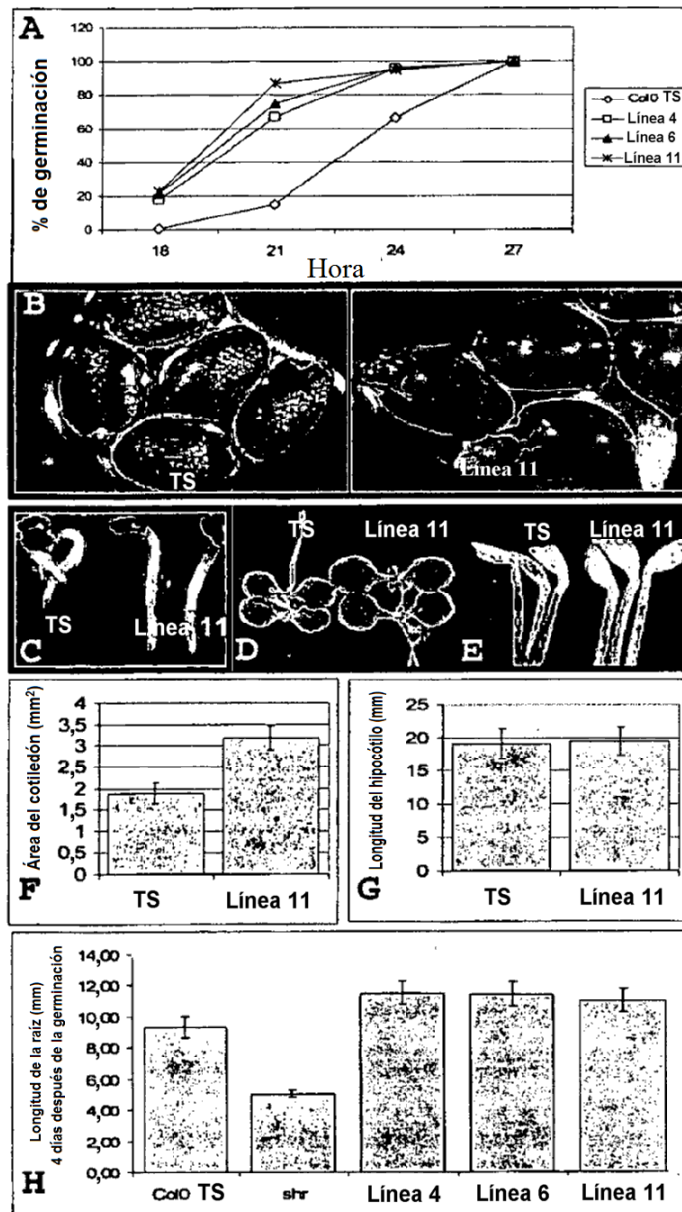 A
% de germinación
120
100
80
60
40
20
0
18 21 24 27
Hora
Col0 TS
Línea 4
Línea 6
Línea 11
B
TS
Línea 11
C
TS
Línea 11
D
TS
Línea 11
E
TS
Línea 11
F
Área del cotiledón (mm²)
4
3,5
3
2,5
2
1,5
1
0,5
0
TS Línea 11
G
Longitud del hipocótilo (mm)
25
20
15
10
5
0
TS Línea 11
H
Longitud de la raíz (mm)
4 días después de la germinación
14,00
12,00
10,00
8,00
6,00
4,00
2,00
0,00
Col0 TS shr Línea 4 Línea 6 Línea 11